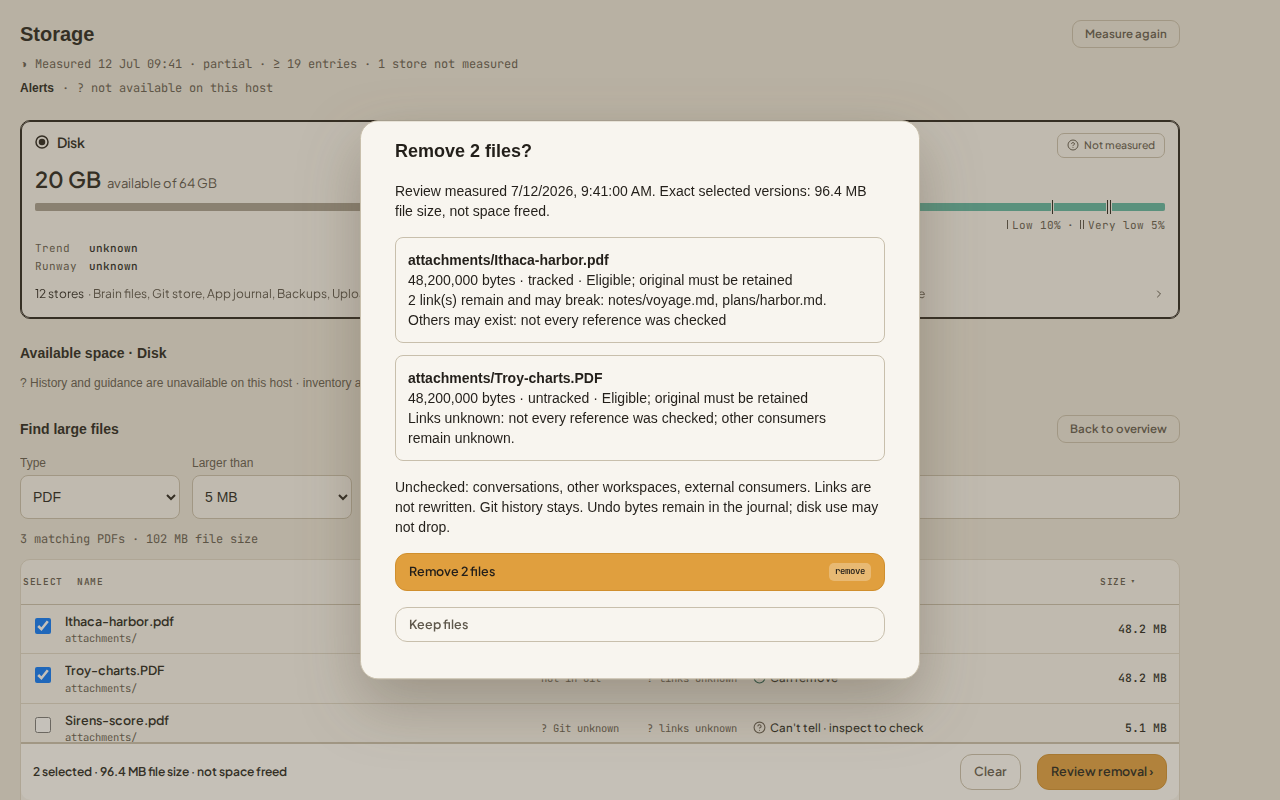 Storage
Measure again
Measured 12 Jul 09:41 · partial · ≥ 19 entries · 1 store not measured
Alerts · ? not available on this host
Disk
Not measured
20 GB available of 64 GB
Low 10% · Very low 5%
Trend unknown
Runway unknown
12 stores · Brain files, Git store, App journal, Backups,
Available space · Disk
? History and guidance are unavailable on this host · inventory
Find large files
Back to overview
Type
Larger than
PDF
5 MB
3 matching PDFs · 102 MB file size
SELECT NAME
SIZE
Ithaca-harbor.pdf
attachments/
48.2 MB
Troy-charts.PDF
attachments/
not in Git
? links unknown
Can remove
48.2 MB
Sirens-score.pdf
attachments/
? Git unknown
? links unknown
Can't tell · inspect to check
5.1 MB
2 selected · 96.4 MB file size · not space freed
Clear
Review removal ›
Remove 2 files?
Review measured 7/12/2026, 9:41:00 AM. Exact selected versions: 96.4 MB
file size, not space freed.
attachments/Ithaca-harbor.pdf
48,200,000 bytes · tracked · Eligible; original must be retained
2 link(s) remain and may break: notes/voyage.md, plans/harbor.md.
Others may exist: not every reference was checked
attachments/Troy-charts.PDF
48,200,000 bytes · untracked · Eligible; original must be retained
Links unknown: not every reference was checked; other consumers
remain unknown.
Unchecked: conversations, other workspaces, external consumers. Links are
not rewritten. Git history stays. Undo bytes remain in the journal; disk use may
not drop.
Remove 2 files
remove
Keep files